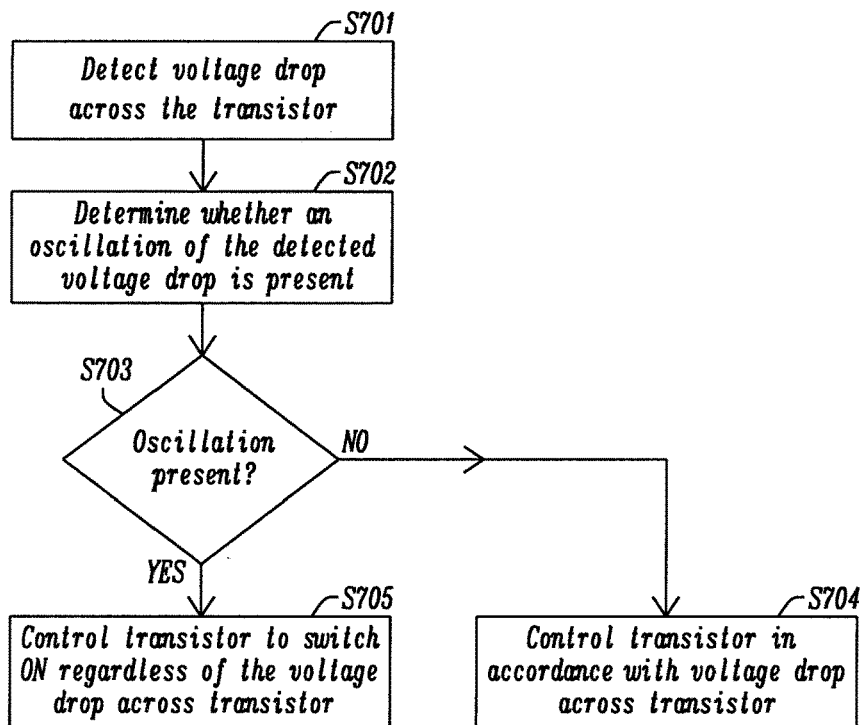 S701
Detect voltage drop
across the transistor
S702
Determine whether an
oscillation of the detected
voltage drop is present
S703
Oscillation
present?
NO
YES
S705
Control transistor to switch
ON regardless of the voltage
drop across transistor
S704
Control transistor in
accordance with voltage drop
across transistor